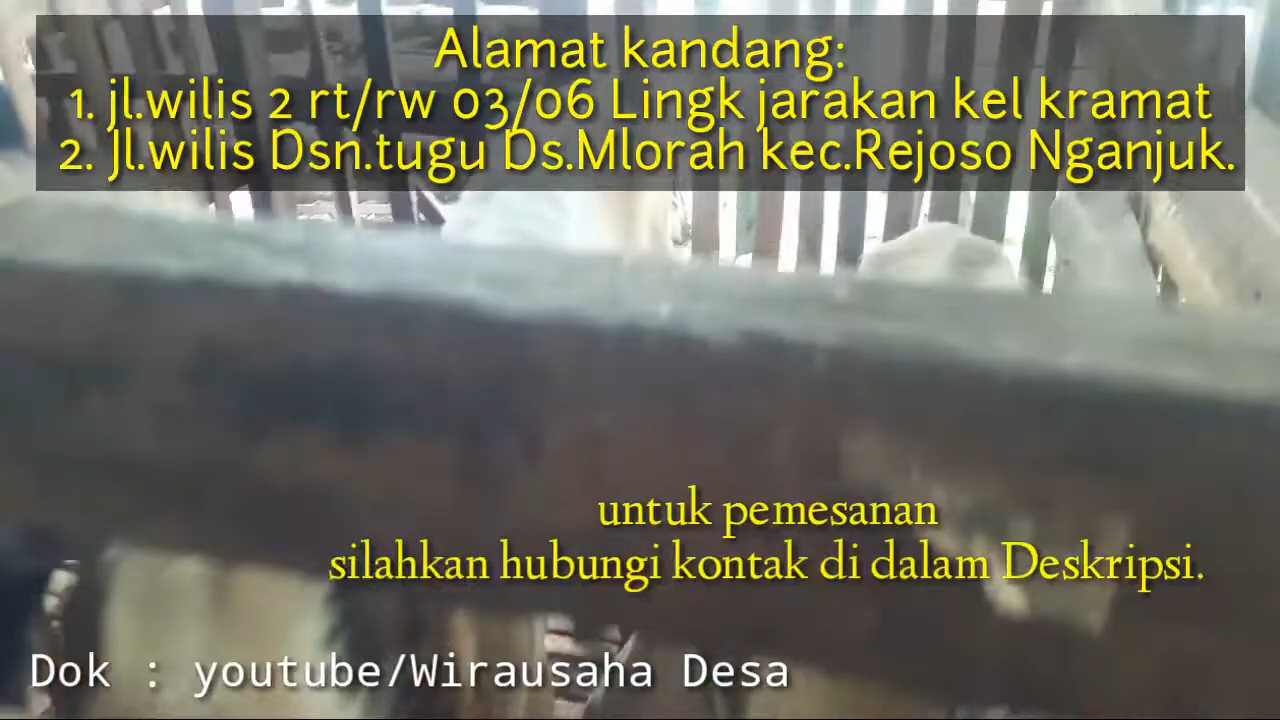 Alamat kandang:
1. jl.wilis 2 rt/rw 03/06 Lingk jarakan kel kramat
2. Jl.wilis Dsn.tugu Ds.Mlorah kec.Rejoso Nganjuk.
untuk pemesanan
silahkan hubungi kontak di dalam Deskripsi.
Dok : youtube/Wirausaha Desa